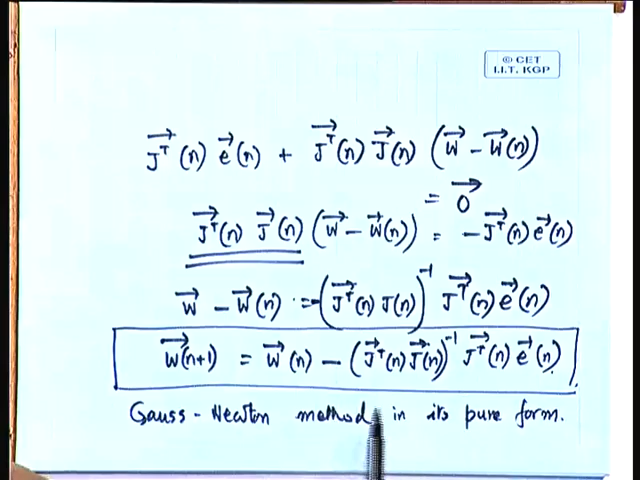 © CET
I.I.T. KGP
J⃗ᵀ(n) e⃗(n) + J⃗ᵀ(n) J⃗(n) (w⃗ − w⃗(n))
= 0⃗
J⃗ᵀ(n) J⃗(n) (w⃗ − w⃗(n)) = −J⃗ᵀ(n) e⃗(n)
w⃗ − w⃗(n) = −(J⃗ᵀ(n) J(n))⁻¹ J⃗ᵀ(n) e⃗(n)
w⃗(n+1) = w⃗(n) − (J⃗ᵀ(n) J⃗(n))⁻¹ J⃗ᵀ(n) e⃗(n).
Gauss-Newton method in its pure form.